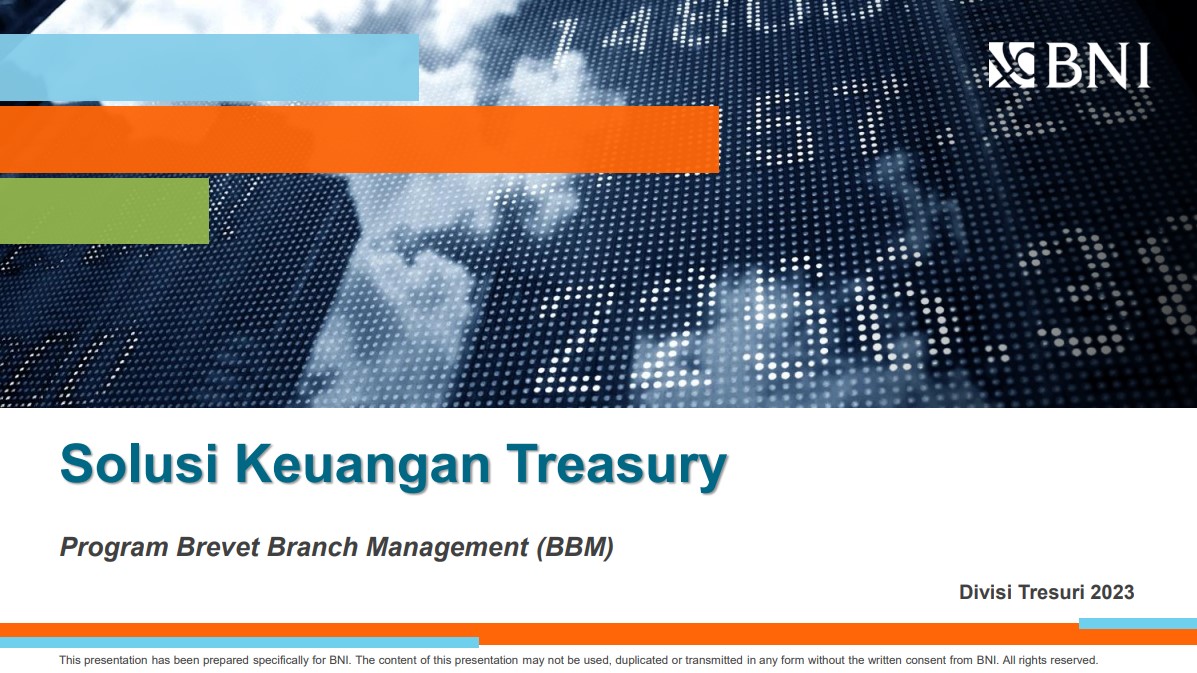 BNI
Solusi Keuangan Treasury
Program Brevet Branch Management (BBM)
Divisi Tresuri 2023
This presentation has been prepared specifically for BNI. The content of this presentation may not be used, duplicated or transmitted in any form without the written consent from BNI. All rights reserved.